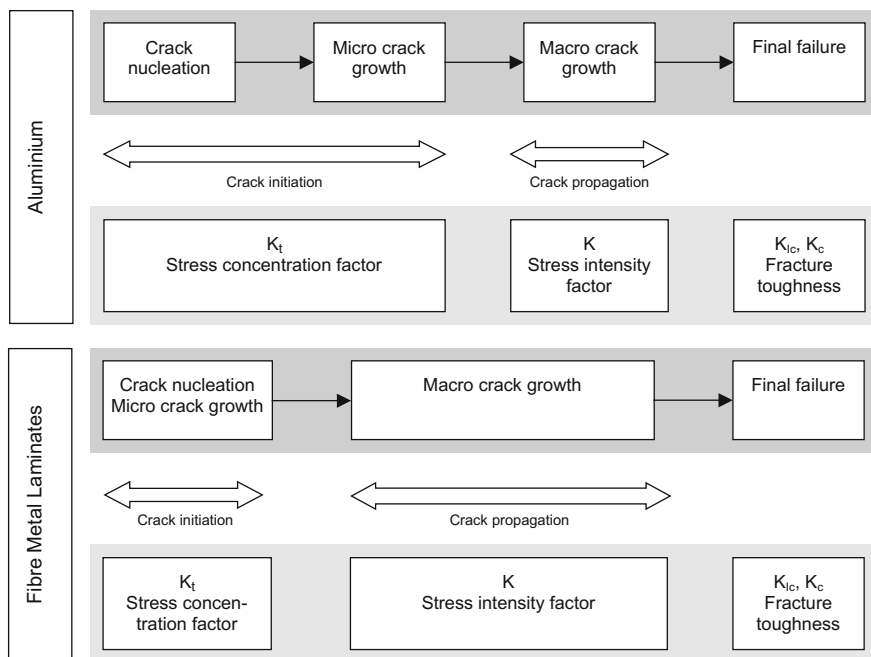 Aluminium
Crack
nucleation
Micro crack
growth
Macro crack
growth
Final failure
Crack initiation
Crack propagation
Kt
Stress concentration factor
K
Stress intensity
factor
KIc, Kc
Fracture
toughness
Fibre Metal Laminates
Crack nucleation
Micro crack growth
Macro crack growth
Final failure
Crack initiation
Crack propagation
Kt
Stress concen-
tration factor
K
Stress intensity factor
KIc, Kc
Fracture
toughness